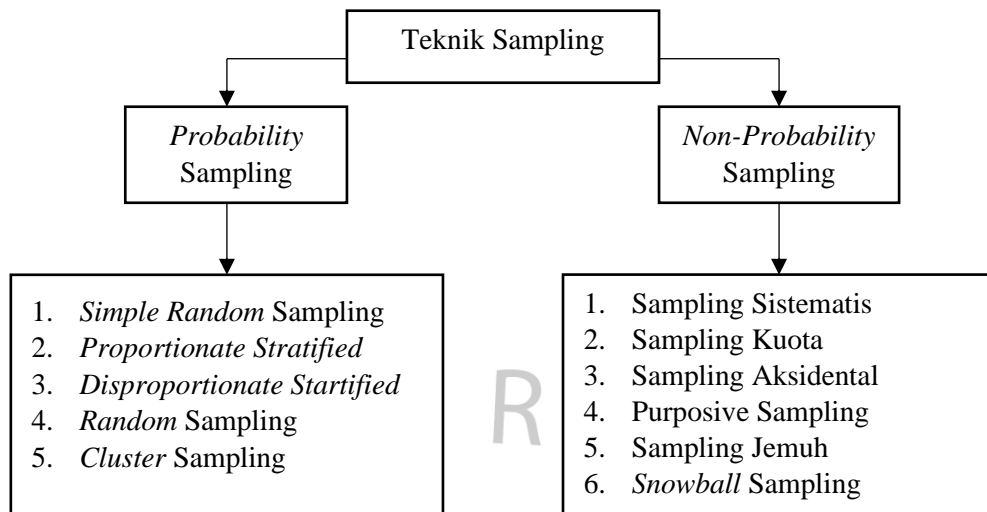 Teknik Sampling
Probability
Sampling
Non-Probability
Sampling
1. Simple Random Sampling
2. Proportionate Stratified
3. Disproportionate Startified
4. Random Sampling
5. Cluster Sampling
1. Sampling Sistematis
2. Sampling Kuota
3. Sampling Aksidental
4. Purposive Sampling
5. Sampling Jemuh
6. Snowball Sampling
R